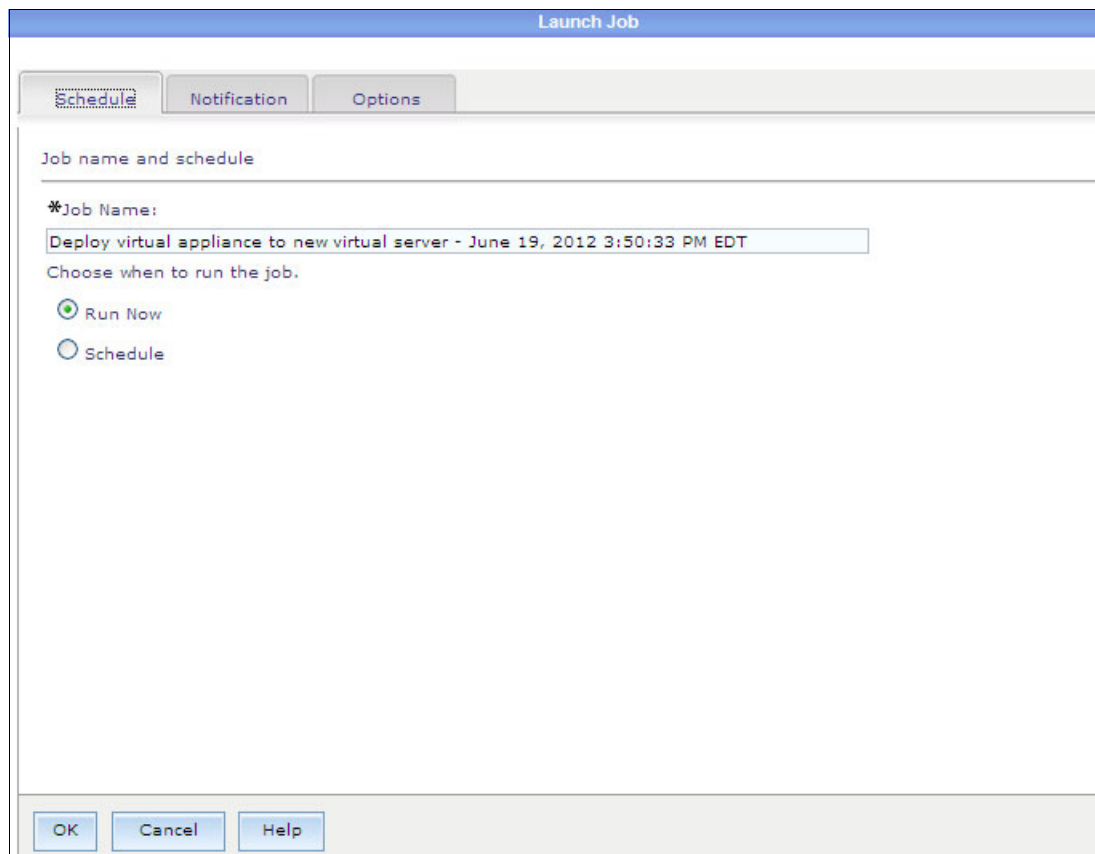 Launch Job
Schedule Notification Options
Job name and schedule
*Job Name:
Deploy virtual appliance to new virtual server - June 19, 2012 3:50:33 PM EDT
Choose when to run the job.
Run Now
Schedule
OK Cancel Help